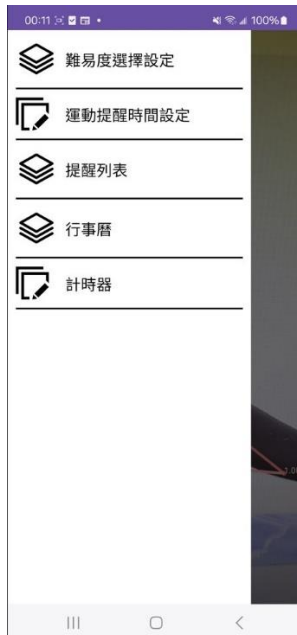 00:11 100%
難易度選擇設定
運動提醒時間設定
提醒列表
行事曆
計時器